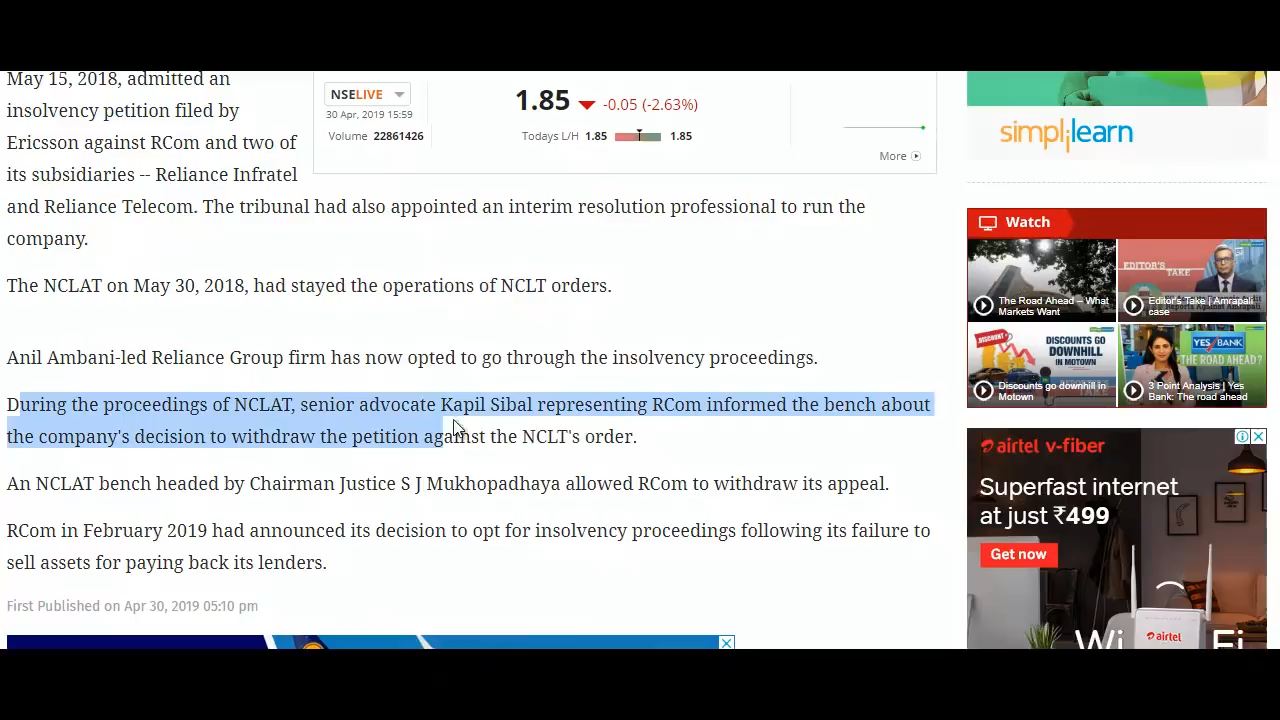 May 15, 2018, admitted an
insolvency petition filed by
Ericsson against RCom and two of
its subsidiaries -- Reliance Infratel
and Reliance Telecom. The tribunal had also appointed an interim resolution professional to run the
company.
NSELIVE
30 Apr, 2019 15:59
Volume 22861426
1.85 -0.05 (-2.63%)
Todays L/H 1.85 1.85
More
The NCLAT on May 30, 2018, had stayed the operations of NCLT orders.
Anil Ambani-led Reliance Group firm has now opted to go through the insolvency proceedings.
During the proceedings of NCLAT, senior advocate Kapil Sibal representing RCom informed the bench about
the company's decision to withdraw the petition against the NCLT's order.
An NCLAT bench headed by Chairman Justice S J Mukhopadhaya allowed RCom to withdraw its appeal.
RCom in February 2019 had announced its decision to opt for insolvency proceedings following its failure to
sell assets for paying back its lenders.
First Published on Apr 30, 2019 05:10 pm
simplilearn
Watch
The Road Ahead – What
Markets Want
EDITOR'S
TAKE
Editor's Take | Amrapali
case
DISCOUNT
DISCOUNTS GO
DOWNHILL
IN MOTOWN
Discounts go downhill in
Motown
YES BANK
THE ROAD AHEAD?
3 Point Analysis | Yes
Bank: The road ahead
airtel v-fiber
Superfast internet
at just ₹499
Get now
airtel